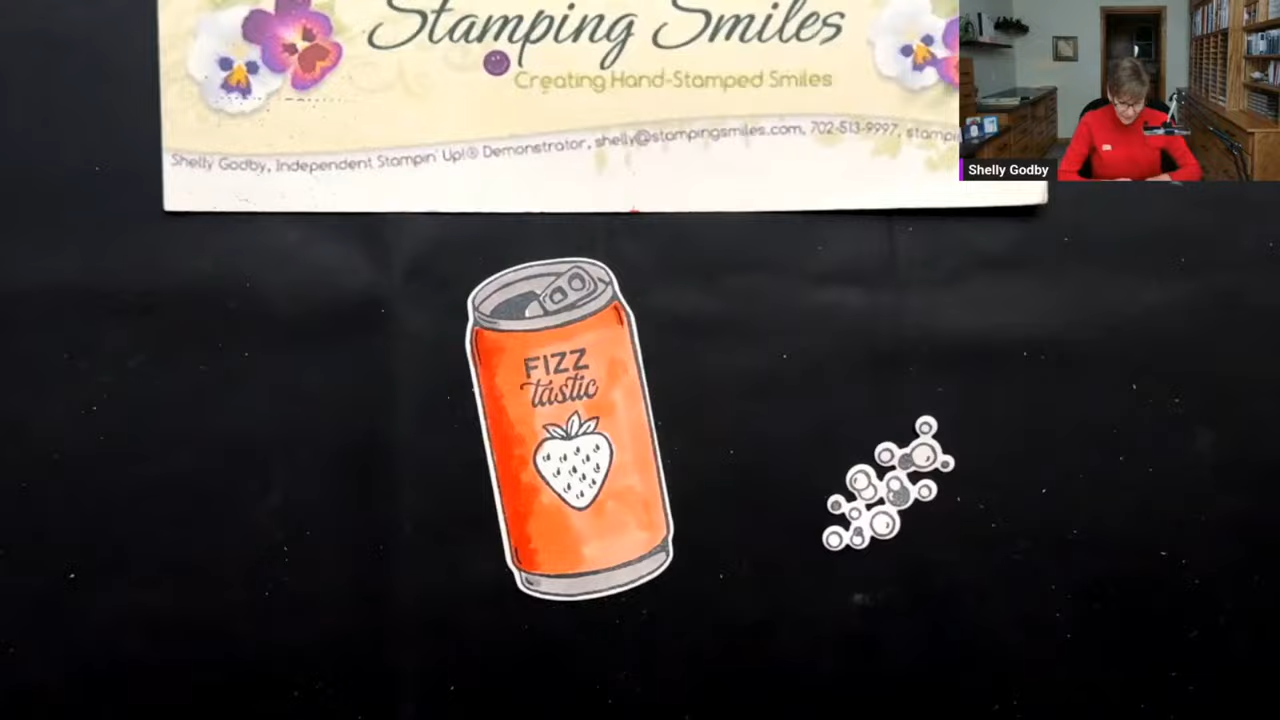 Stamping Smiles
Creating Hand-Stamped Smiles
Shelly Godby, Independent Stampin' Up!® Demonstrator, shelly@stampingsmiles.com, 702-513-9997, stampi
Shelly Godby
FIZZ
tastic